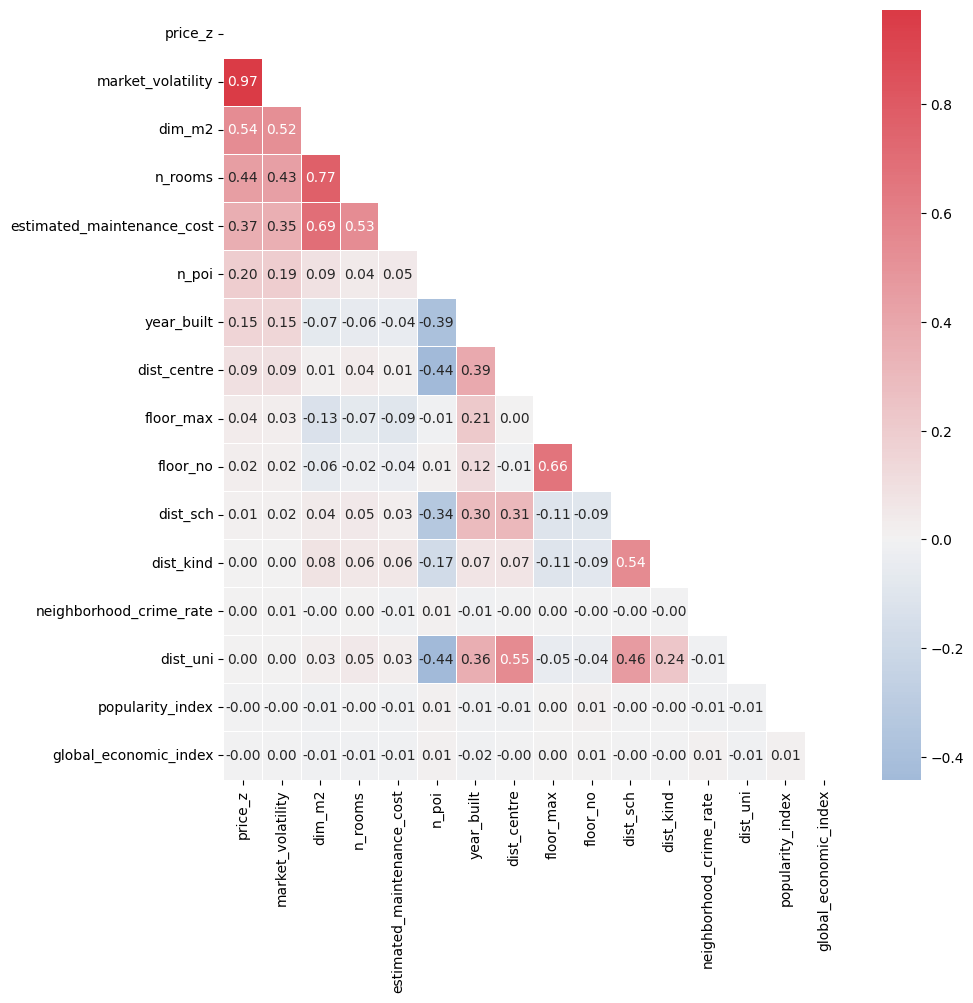 price_z
market_volatility 0.97
dim_m2 0.54 0.52
n_rooms 0.44 0.43 0.77
estimated_maintenance_cost 0.37 0.35 0.69 0.53
n_poi 0.20 0.19 0.09 0.04 0.05
year_built 0.15 0.15 -0.07 -0.06 -0.04 -0.39
dist_centre 0.09 0.09 0.01 0.04 0.01 -0.44 0.39
floor_max 0.04 0.03 -0.13 -0.07 -0.09 -0.01 0.21 0.00
floor_no 0.02 0.02 -0.06 -0.02 -0.04 0.01 0.12 -0.01 0.66
dist_sch 0.01 0.02 0.04 0.05 0.03 -0.34 0.30 0.31 -0.11 -0.09
dist_kind 0.00 0.00 0.08 0.06 0.06 -0.17 0.07 0.07 -0.11 -0.09 0.54
neighborhood_crime_rate 0.00 0.01 -0.00 0.00 -0.01 0.01 -0.01 -0.00 0.00 -0.00 -0.00 -0.00
dist_uni 0.00 0.00 0.03 0.05 0.03 -0.44 0.36 0.55 -0.05 -0.04 0.46 0.24 -0.01
popularity_index -0.00 -0.00 -0.01 -0.00 -0.01 0.01 -0.01 -0.01 0.00 0.01 -0.00 -0.00 -0.01 -0.01
global_economic_index -0.00 0.00 -0.01 -0.01 -0.01 0.01 -0.02 -0.00 0.00 0.01 -0.00 -0.00 0.01 -0.01 0.01
price_z
market_volatility
dim_m2
n_rooms
estimated_maintenance_cost
n_poi
year_built
dist_centre
floor_max
floor_no
dist_sch
dist_kind
neighborhood_crime_rate
dist_uni
popularity_index
global_economic_index
0.8
0.6
0.4
0.2
0.0
−0.2
−0.4